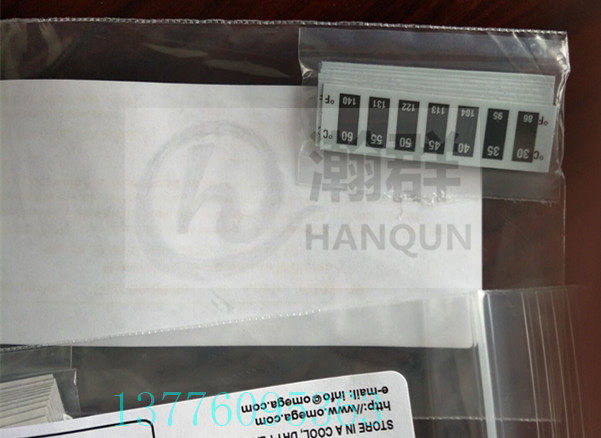 °C 30 35 40 45 50 55 60 °C
°F 86 95 104 113 122 131 140 °F
瀚群
HANQUN
STORE IN A COOL, DRY
http://www.omega.com
e-mail: info@omega.com